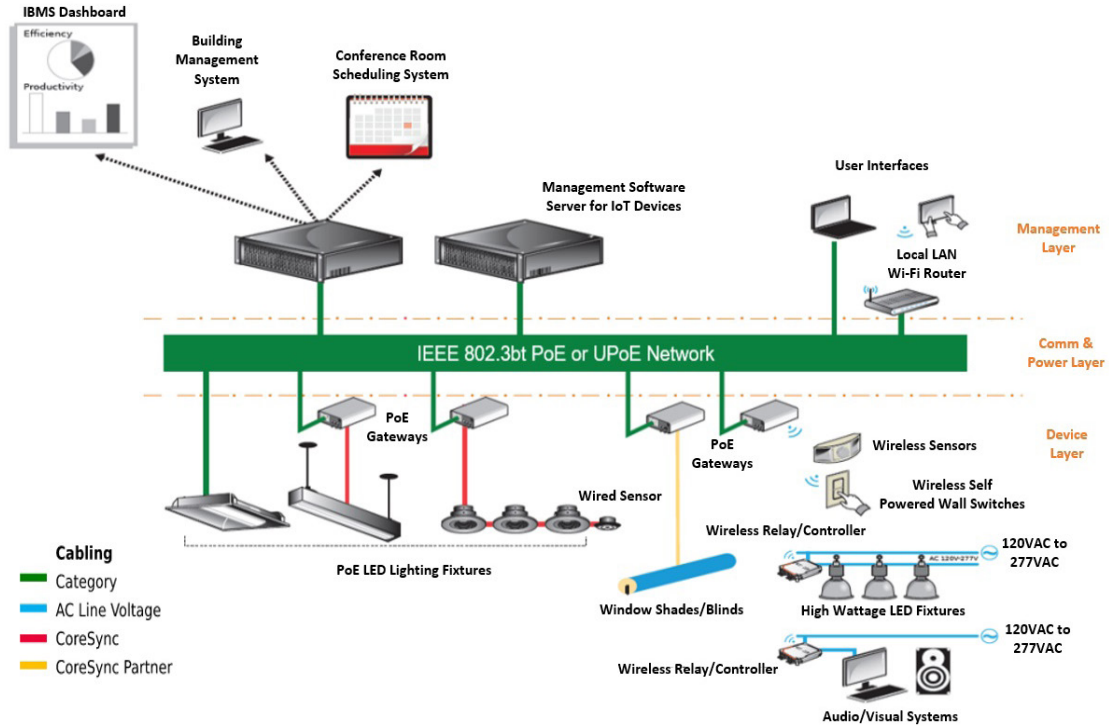 IBMS Dashboard
Efficiency
Productivity
Building
Management
System
Conference Room
Scheduling System
Management Software
Server for IoT Devices
User Interfaces
Local LAN
Wi-Fi Router
Management
Layer
IEEE 802.3bt PoE or UPoE Network
Comm &
Power Layer
PoE
Gateways
PoE
Gateways
Wireless Sensors
Device
Layer
Wireless Self
Powered Wall Switches
Wired Sensor
PoE LED Lighting Fixtures
Window Shades/Blinds
Wireless Relay/Controller
AC 120V-277V
120VAC to
277VAC
High Wattage LED Fixtures
120VAC to
277VAC
Wireless Relay/Controller
Audio/Visual Systems
Cabling
Category
AC Line Voltage
CoreSync
CoreSync Partner